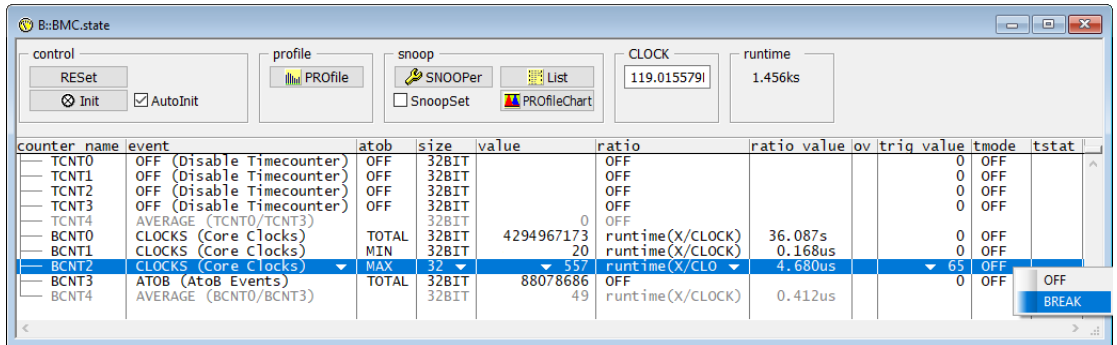 B::BMC.state
control profile snoop CLOCK runtime
RESet PROfile SNOOPer List 119.015579 1.456ks
Init AutoInit SnoopSet PROfileChart
counter name event atob size value ratio ratio value ov trig value tmode tstat
TCNT0 OFF (Disable Timecounter) OFF 32BIT OFF 0 OFF
TCNT1 OFF (Disable Timecounter) OFF 32BIT OFF 0 OFF
TCNT2 OFF (Disable Timecounter) OFF 32BIT OFF 0 OFF
TCNT3 OFF (Disable Timecounter) OFF 32BIT OFF 0 OFF
TCNT4 AVERAGE (TCNT0/TCNT3) 32BIT 0 OFF
BCNT0 CLOCKS (Core Clocks) TOTAL 32BIT 4294967173 runtime(X/CLOCK) 36.087s 0 OFF
BCNT1 CLOCKS (Core Clocks) MIN 32BIT 20 runtime(X/CLOCK) 0.168us 0 OFF
BCNT2 CLOCKS (Core Clocks) MAX 32 557 runtime(X/CLO 4.680us 65 OFF
BCNT3 ATOB (AtoB Events) TOTAL 32BIT 88078686 OFF 0 OFF
BCNT4 AVERAGE (BCNT0/BCNT3) 32BIT 49 runtime(X/CLOCK) 0.412us
OFF
BREAK